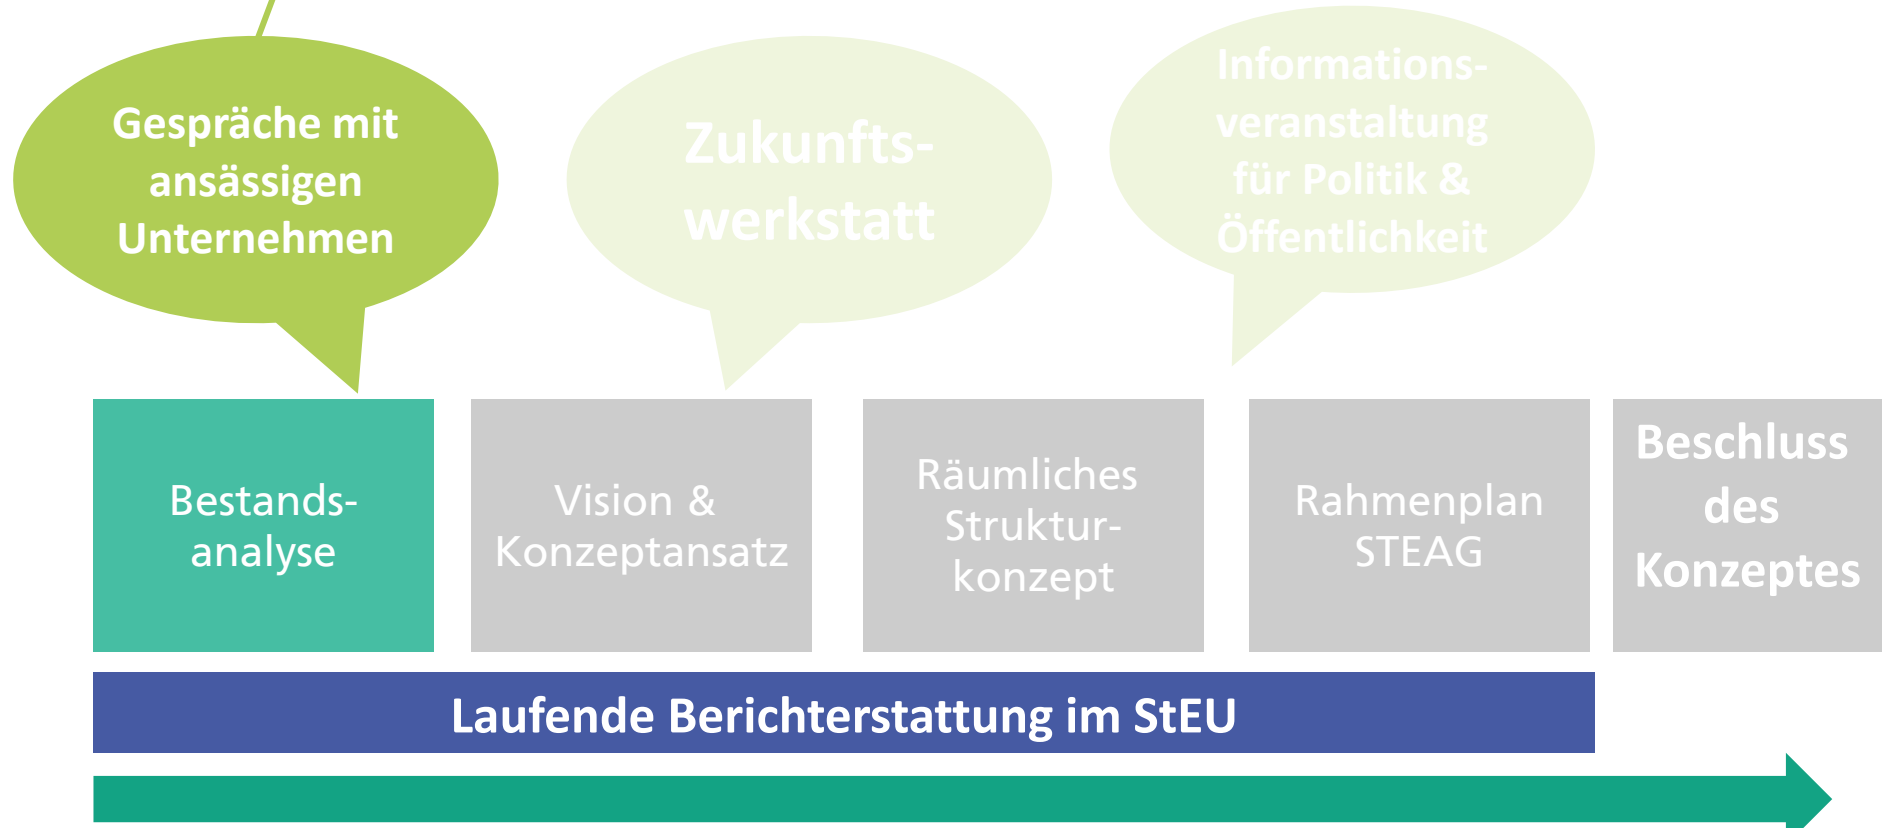 Gespräche mit
ansässigen
Unternehmen
Zukunfts-
werkstatt
Informations-
veranstaltung
für Politik &
Öffentlichkeit
Bestands-
analyse
Vision &
Konzeptansatz
Räumliches
Struktur-
konzept
Rahmenplan
STEAG
Beschluss
des
Konzeptes
Laufende Berichterstattung im StEU